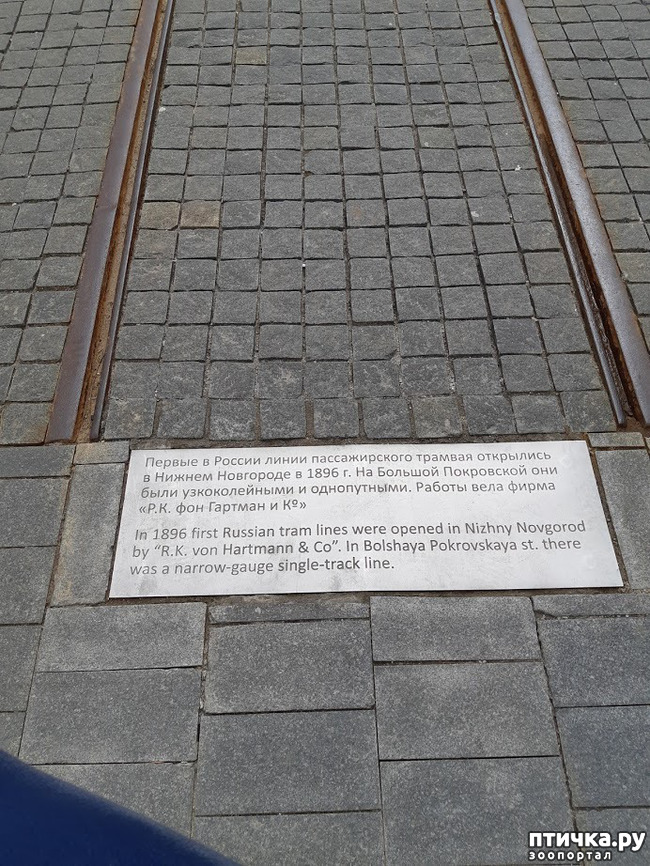 Первые в России линии пассажирского трамвая открылись
в Нижнем Новгороде в 1896 г. На Большой Покровской они
были узкоколейными и однопутными. Работы вела фирма
«Р.К. фон Гартман и Кº»
In 1896 first Russian tram lines were opened in Nizhny Novgorod
by "R.K. von Hartmann & Co". In Bolshaya Pokrovskaya st. there
was a narrow-gauge single-track line.
птичка.ру
птичка.ру
зоопортал